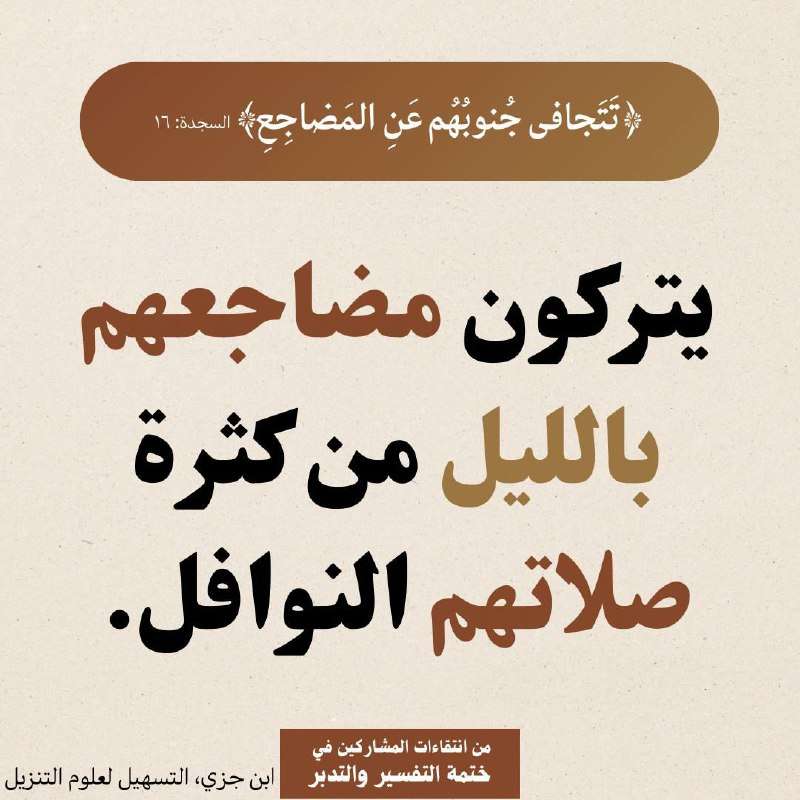 ﴿تَتَجافى جُنوبُهُم عَنِ المَضاجِعِ﴾ السجدة: ١٦
يتركون مضاجعهم
بالليل من كثرة
صلاتهم النوافل.
من انتقاءات المشاركين في
ختمة التفسير والتدبر
ابن جزي، التسهيل لعلوم التنزيل